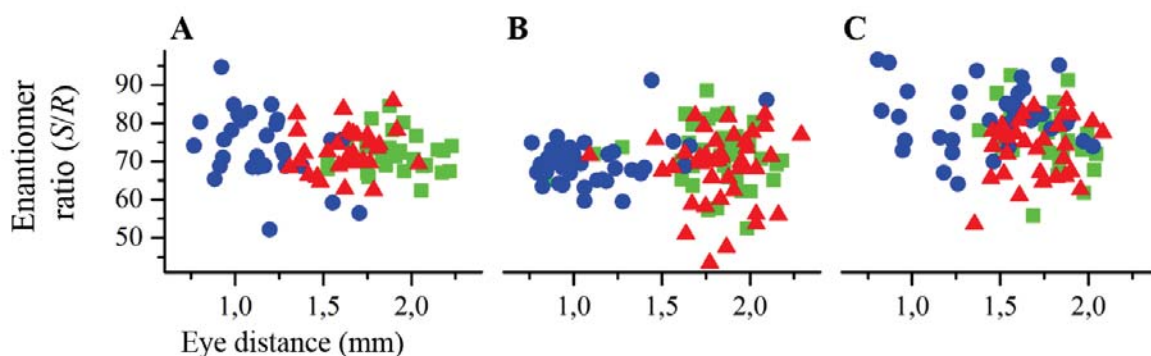 A B C
Enantiomer
ratio (S/R)
90
80
70
60
50
1,0 1,5 2,0 1,0 1,5 2,0 1,0 1,5 2,0
Eye distance (mm)